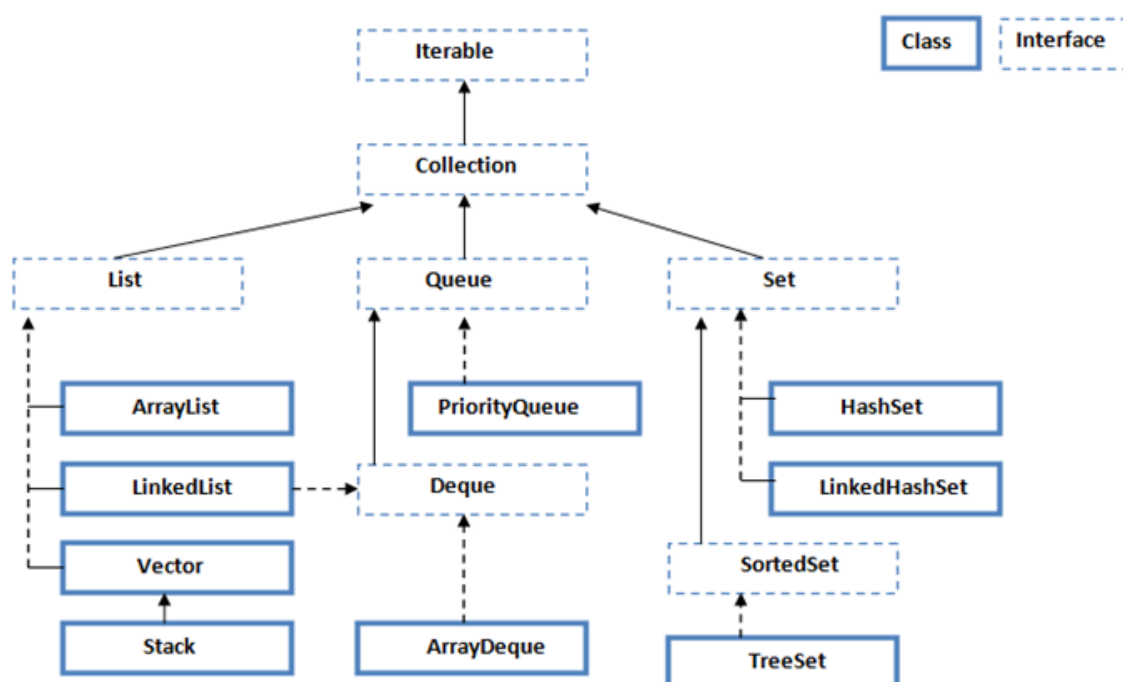 Iterable
Class
Interface
Collection
List
Queue
Set
ArrayList
PriorityQueue
HashSet
LinkedList
Deque
LinkedHashSet
Vector
SortedSet
Stack
ArrayDeque
TreeSet